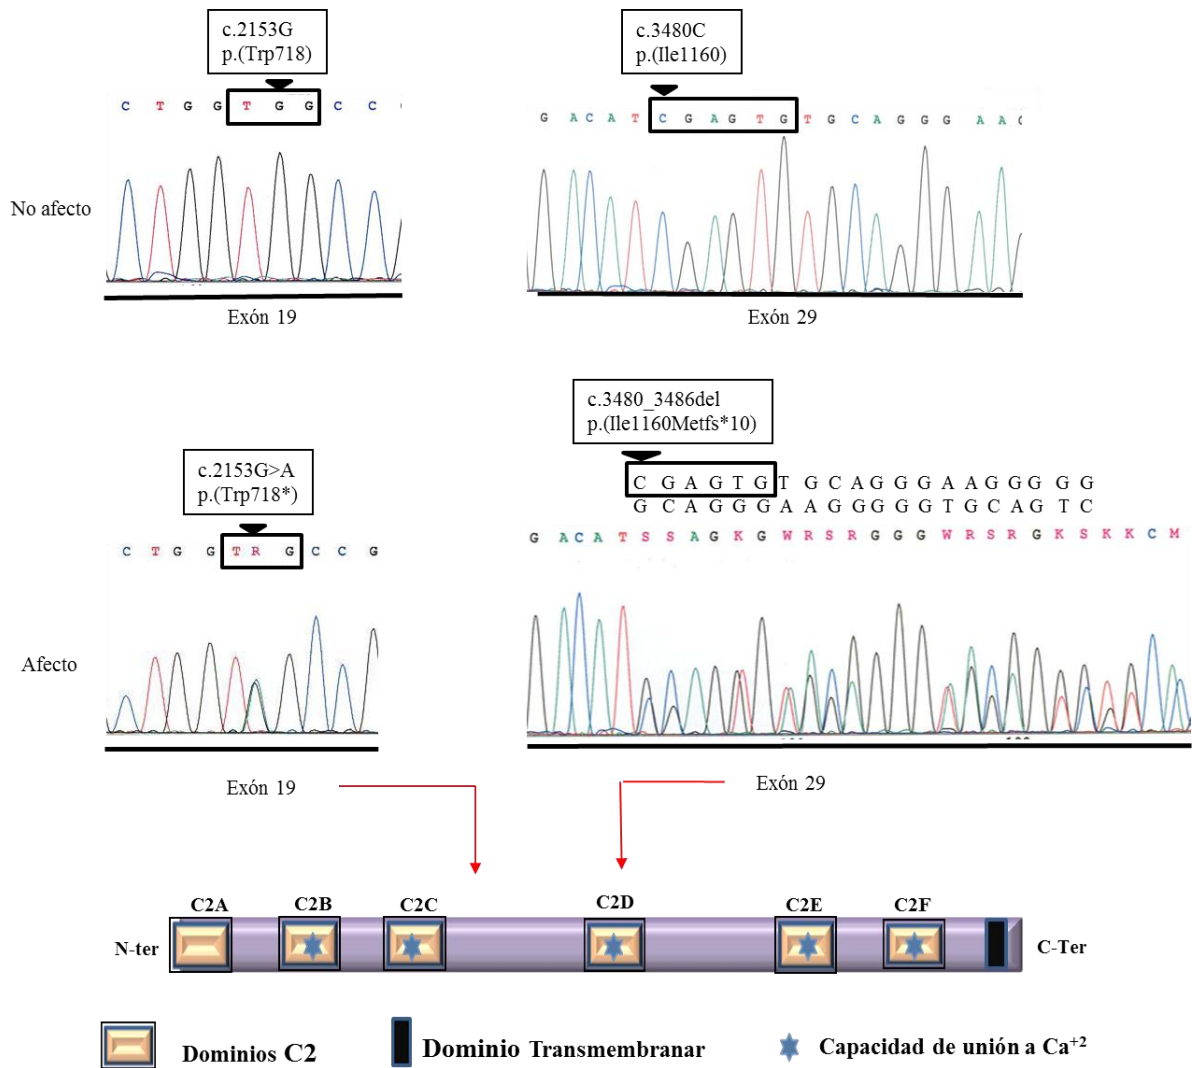 c.2153G
p.(Trp718)
c.3480C
p.(Ile1160)
C T G G T G G C C
G A C A T C G A G T G T G C A G G G A A G
No afecto
Exón 19
Exón 29
c.3480_3486del
p.(Ile1160Metfs*10)
c.2153G>A
p.(Trp718*)
C G A G T G T G C A G G G A A G G G G G
G C A G G G A A G G G G G T G C A G T C
C T G G T R G C C G
G A C A T S S A G K G W R S R G G G W R S R G K S K K C M
Afecto
Exón 19
Exón 29
C2A
C2B
C2C
C2D
C2E
C2F
N-ter
C-Ter
Dominios C2
Dominio Transmembranar
Capacidad de unión a Ca+2